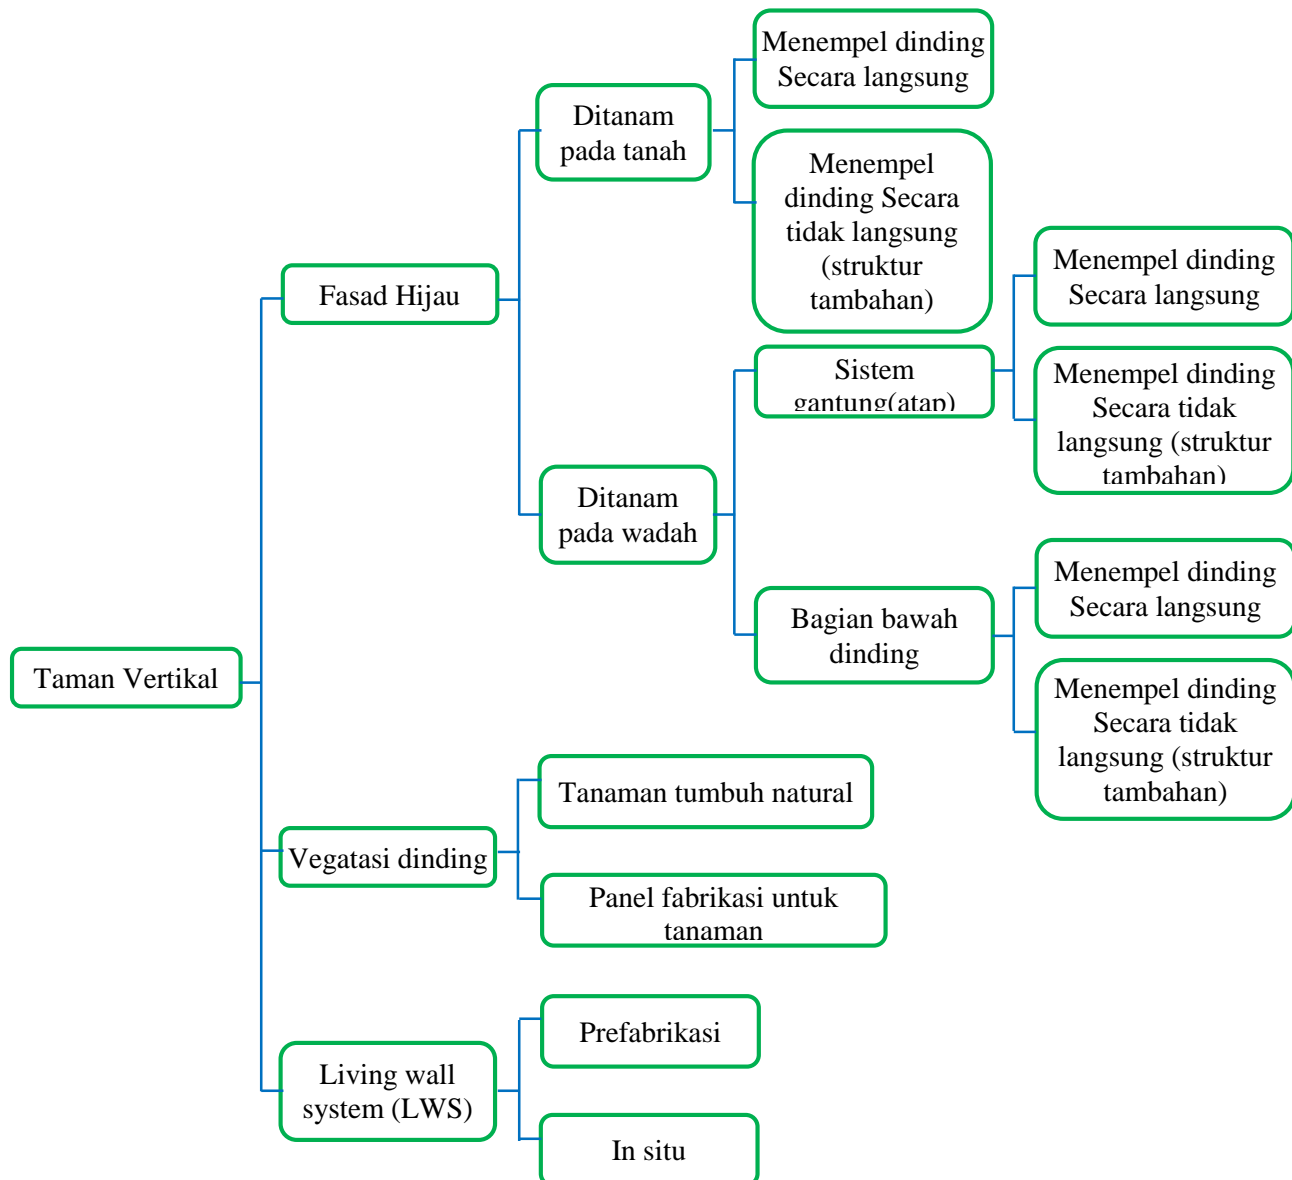 Menempel dinding
Secara langsung
Ditanam
pada tanah
Menempel
dinding Secara
tidak langsung
(struktur
tambahan)
Fasad Hijau
Menempel dinding
Secara langsung
Sistem
gantung(atap)
Menempel dinding
Secara tidak
langsung (struktur
tambahan)
Ditanam
pada wadah
Menempel dinding
Secara langsung
Bagian bawah
dinding
Menempel dinding
Secara tidak
langsung (struktur
tambahan)
Taman Vertikal
Tanaman tumbuh natural
Vegatasi dinding
Panel fabrikasi untuk
tanaman
Prefabrikasi
Living wall
system (LWS)
In situ